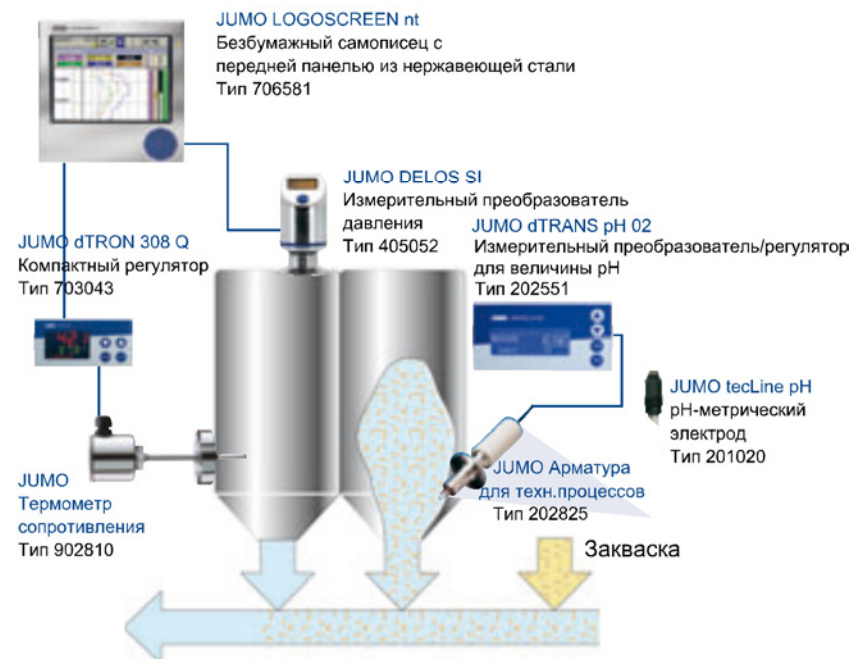 JUMO LOGOSCREEN nt
Безбумажный самописец с
передней панелью из нержавеющей стали
Тип 706581
JUMO DELOS SI
Измерительный преобразователь
давления
Тип 405052
JUMO dTRANS pH 02
Измерительный преобразователь/регулятор
для величины pH
Тип 202551
JUMO dTRON 308 Q
Компактный регулятор
Тип 703043
JUMO tecLine pH
pH-метрический
электрод
Тип 201020
JUMO
Термометр
сопротивления
Тип 902810
JUMO Арматура
для техн.процессов
Тип 202825
Закваска